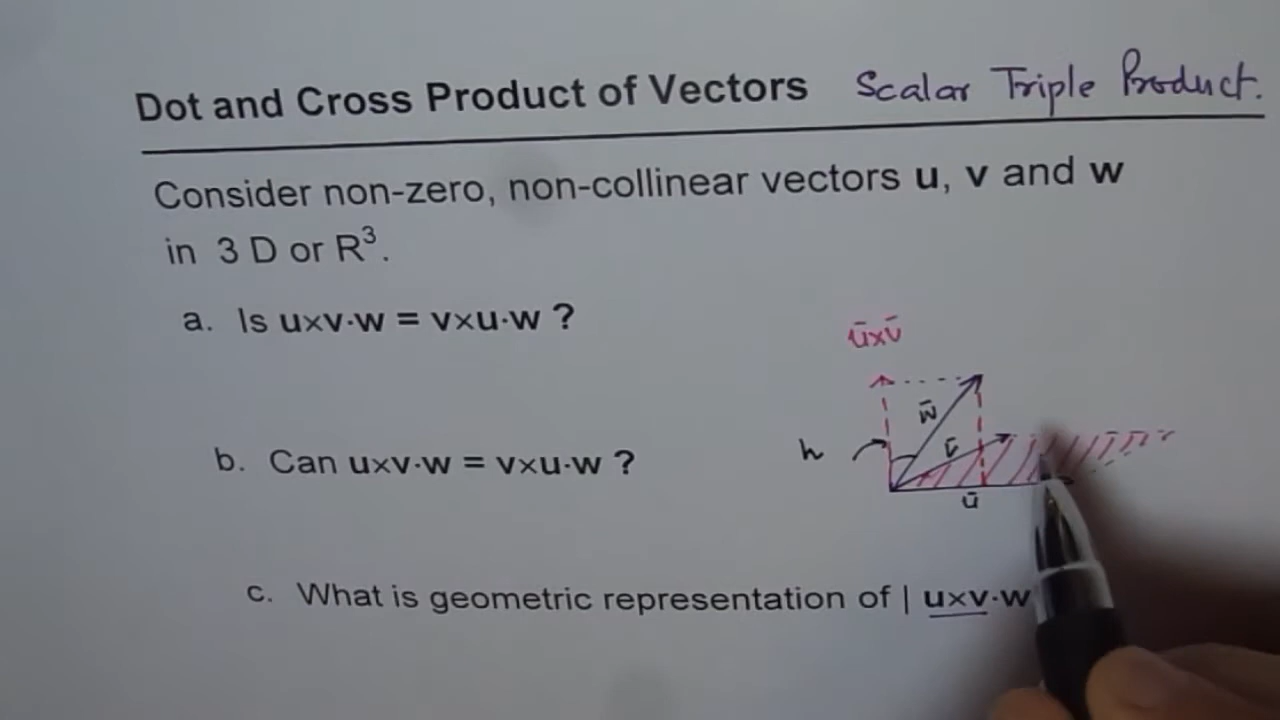 Dot and Cross Product of Vectors Scalar Triple Product.
Consider non-zero, non-collinear vectors u, v and w
in 3 D or R³.
a. Is u×v·w = v×u·w ?
ū×v̄
w̄
h
v̄
b. Can u×v·w = v×u·w ?
ū
c. What is geometric representation of | u×v·w